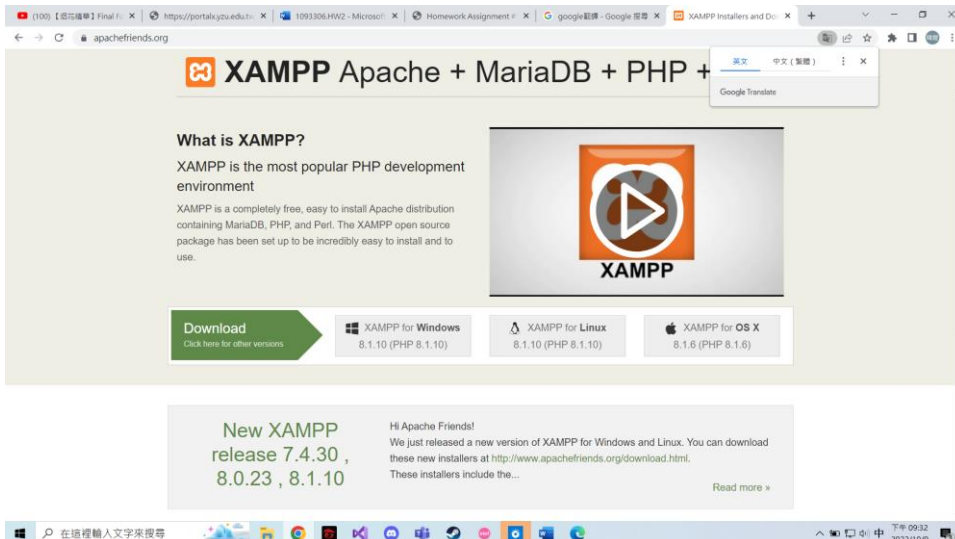 (100)【煙花禮華】Final F
https://portalx.yzu.edu.tw
1093306.HW2 - Microsoft
Homework Assignment #
google翻譯 - Google 搜尋
XAMPP Installers and Do
apachefriends.org
英文
中文 ( 繁體 )
Google Translate
XAMPP Apache + MariaDB + PHP +
What is XAMPP?
XAMPP is the most popular PHP development
environment
XAMPP is a completely free, easy to install Apache distribution
containing MariaDB, PHP, and Perl. The XAMPP open source
package has been set up to be incredibly easy to install and to
use.
XAMPP
Download
Click here for other versions
XAMPP for Windows
8.1.10 (PHP 8.1.10)
XAMPP for Linux
8.1.10 (PHP 8.1.10)
XAMPP for OS X
8.1.6 (PHP 8.1.6)
New XAMPP
release 7.4.30 ,
8.0.23 , 8.1.10
Hi Apache Friends!
We just released a new version of XAMPP for Windows and Linux. You can download
these new installers at http://www.apachefriends.org/download.html.
These installers include the...
Read more »
在這裡輸入文字來搜尋
中
下午 09:32